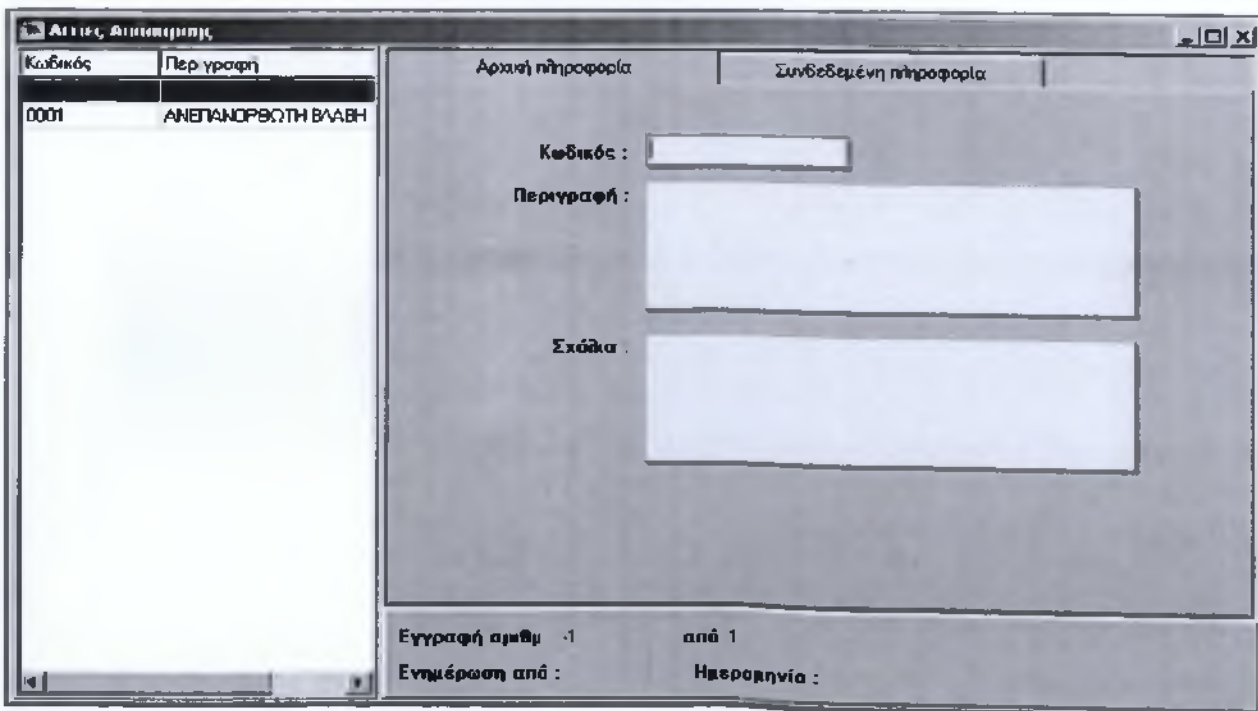 Αιτίες Απόσυρσης
Κωδικός Περιγραφή
0001 ΑΝΕΠΑΝΟΡΘΩΤΗ ΒΛΑΒΗ
Αρχική πληροφορία Συνδεδεμένη πληροφορία
Κωδικός :
Περιγραφή :
Σχόλια :
Εγγραφή αριθμ -1 από 1
Ενημέρωση από : Ημερομηνία :